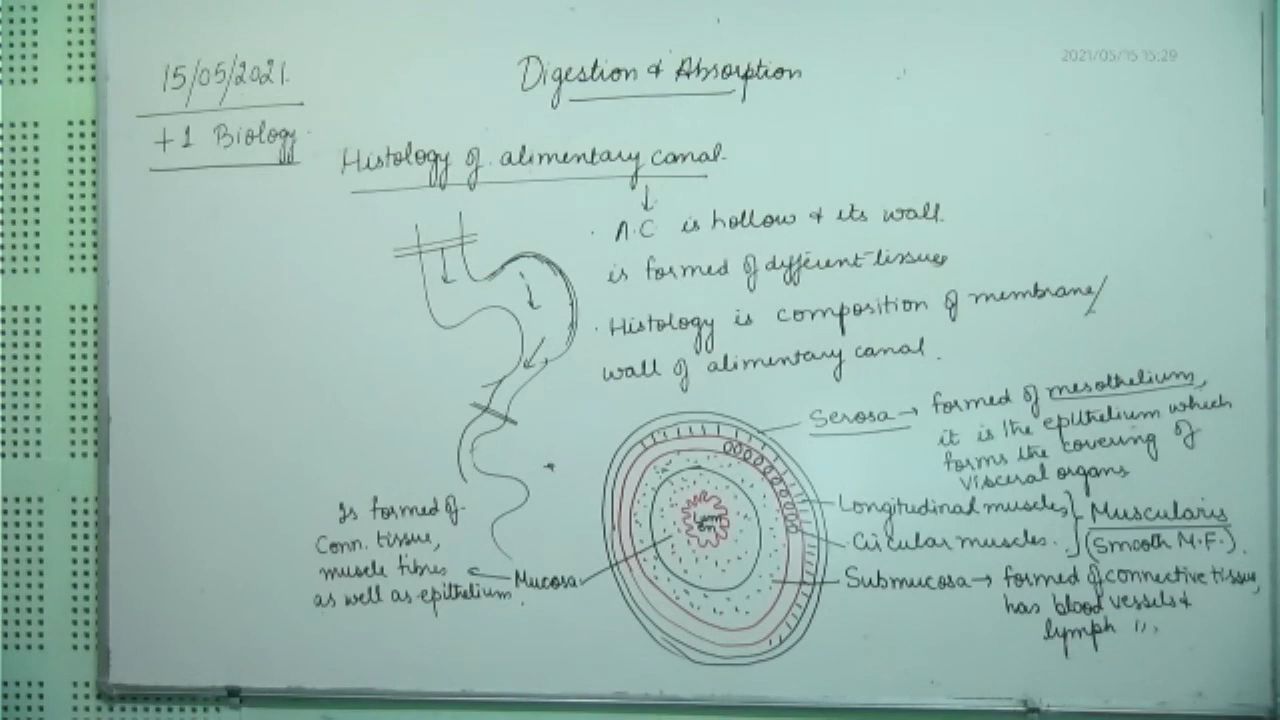 15/05/2021.
+1 Biology.
Digestion & Absorption
2021/05/15 15:29
Histology of alimentary canal.
. A.C is hollow & its wall.
is formed of different tissues
. Histology is composition of membrane/
wall of alimentary canal.
Serosa → formed of mesothelium,
it is the epithelium which
forms the covering of
visceral organs
Longitudinal muscles
Circular muscles.
Muscularis
(Smooth M.F.).
Submucosa → formed of connective tissue,
has blood vessels &
lymph ",
Lumen
Mucosa
Is formed of
Conn. tissue,
muscle fibres
as well as epithelium.